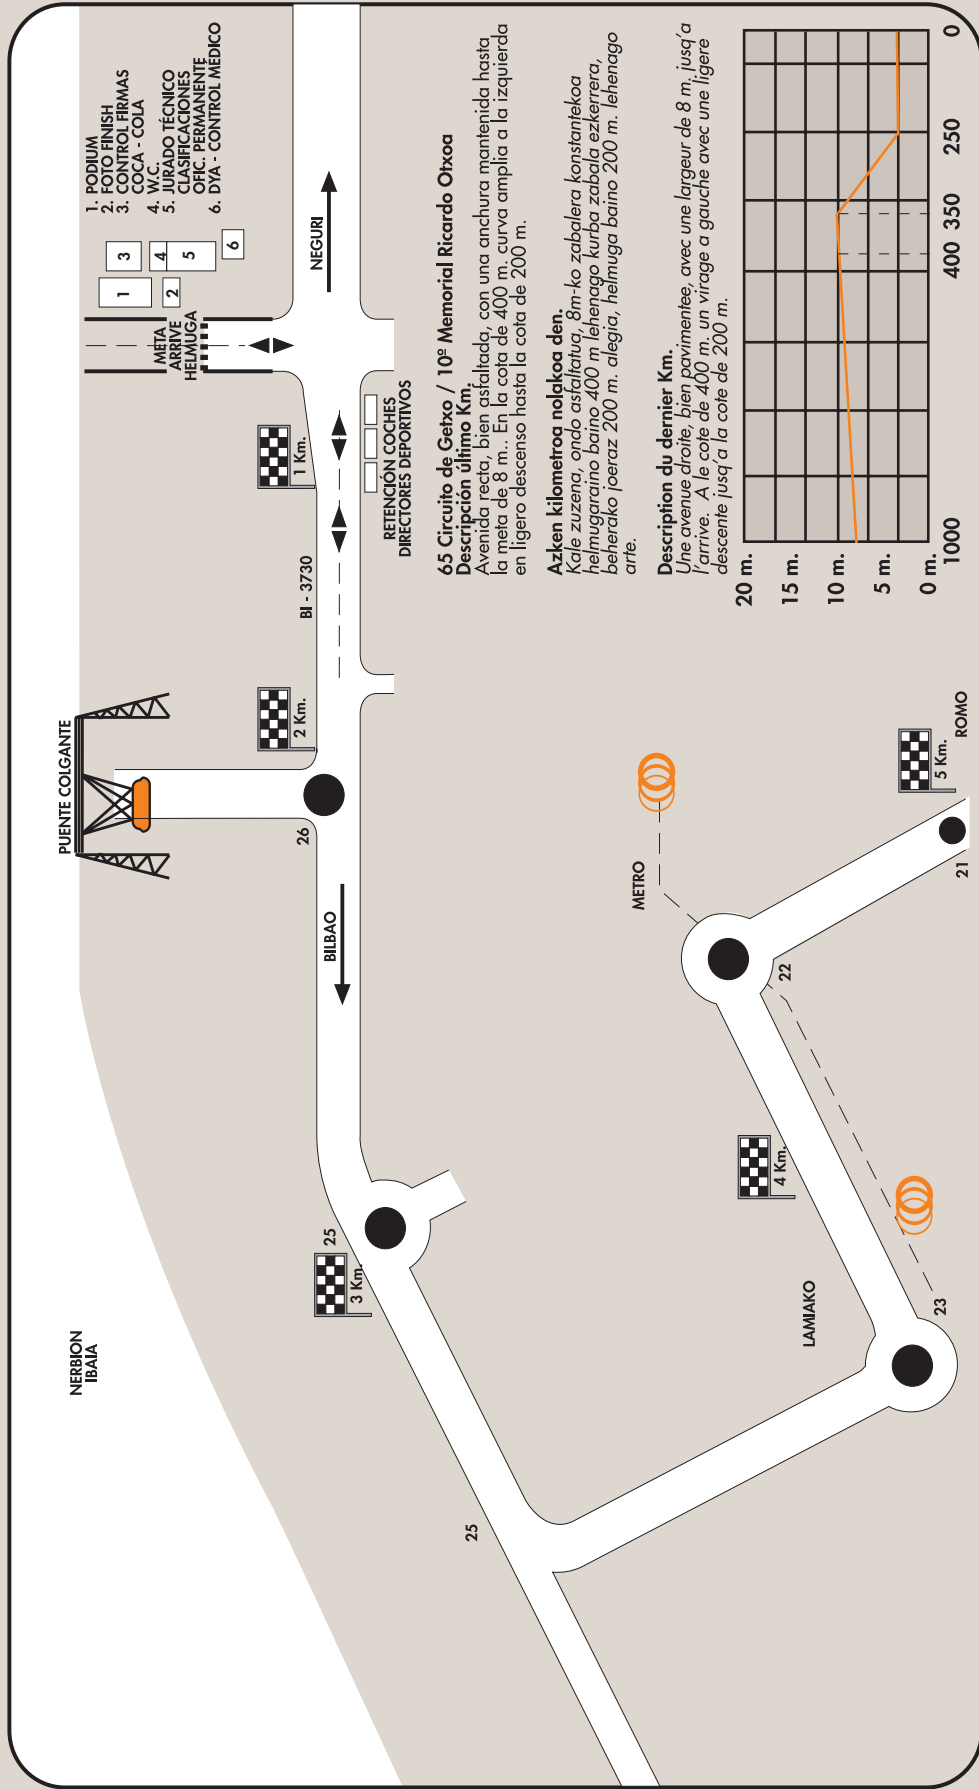 NERBION
IBAIA
PUENTE COLGANTE
1. PODIUM
2. FOTO FINISH
3. CONTROL FIRMAS
COCA - COLA
4. W.C.
5. JURADO TÉCNICO
CLASIFICACIONES
OFIC. PERMANENTE
6. DYA - CONTROL MEDICO
1
3
2
4
5
6
META
ARRIVE
HELMUGA
NEGURI
1 Km.
BI - 3730
2 Km.
26
BILBAO
25
3 Km.
25
RETENCIÓN COCHES
DIRECTORES DEPORTIVOS
65 Circuito de Getxo / 10º Memorial Ricardo Otxoa
Descripción último Km.
Avenida recta, bien asfaltada, con una anchura mantenida hasta
la meta de 8 m.. En la cota de 400 m. curva amplia a la izquierda
en ligero descenso hasta la cota de 200 m.
Azken kilometroa nolakoa den.
Kale zuzena, ondo asfaltatua, 8m-ko zabalera konstantekoa
helmugaraino baino 400 m lehenago kurba zabala ezkerrera,
beherako joeraz 200 m. alegia, helmuga baino 200 m. lehenago
arte.
Description du dernier Km.
Une avenue droite, bien pavimentee, avec une largeur de 8 m. jusq'a
l'arrive. A le cote de 400 m. un virage a gauche avec une ligere
descente jusq'a la cote de 200 m.
20 m.
15 m.
10 m.
5 m.
0 m.
1000
400
350
250
0
METRO
22
4 Km.
LAMIAKO
23
21
5 Km.
ROMO